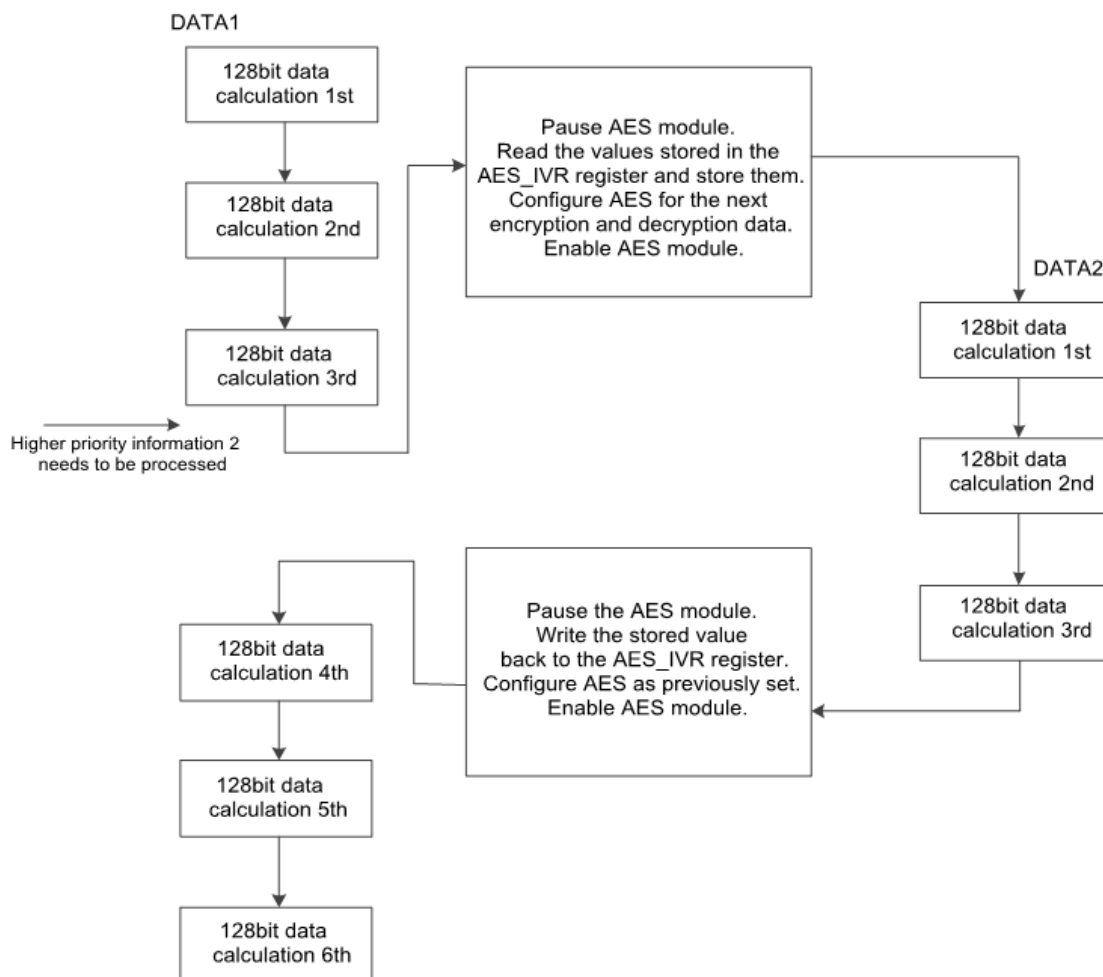 DATA1
128bit data
calculation 1st
128bit data
calculation 2nd
128bit data
calculation 3rd
Higher priority information 2
needs to be processed
Pause AES module.
Read the values stored in the
AES_IVR register and store them.
Configure AES for the next
encryption and decryption data.
Enable AES module.
DATA2
128bit data
calculation 1st
128bit data
calculation 2nd
128bit data
calculation 3rd
Pause the AES module.
Write the stored value
back to the AES_IVR register.
Configure AES as previously set.
Enable AES module.
128bit data
calculation 4th
128bit data
calculation 5th
128bit data
calculation 6th